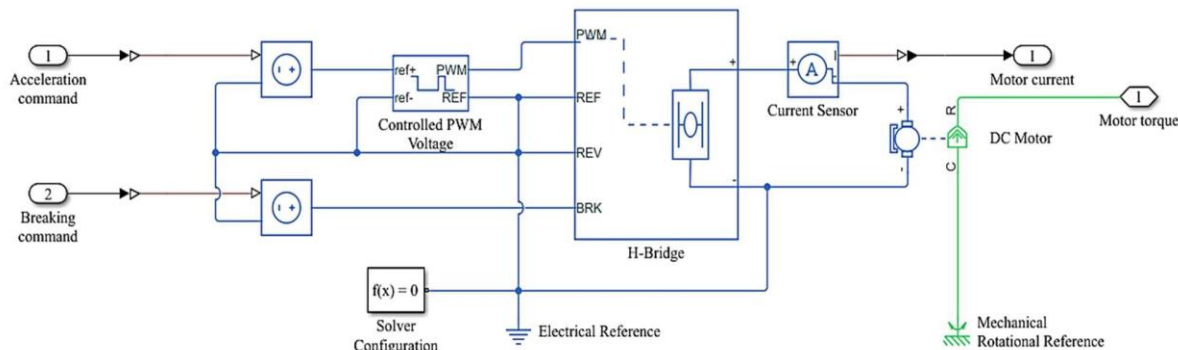 1
Acceleration
command
2
Breaking
command
ref+
ref-
PWM
REF
Controlled PWM
Voltage
PWM
REF
REV
BRK
+
-
H-Bridge
+
A
I
-
Current Sensor
1
Motor current
+
-
DC Motor
R
C
1
Motor torque
f(x) = 0
Solver
Configuration
Electrical Reference
Mechanical
Rotational Reference